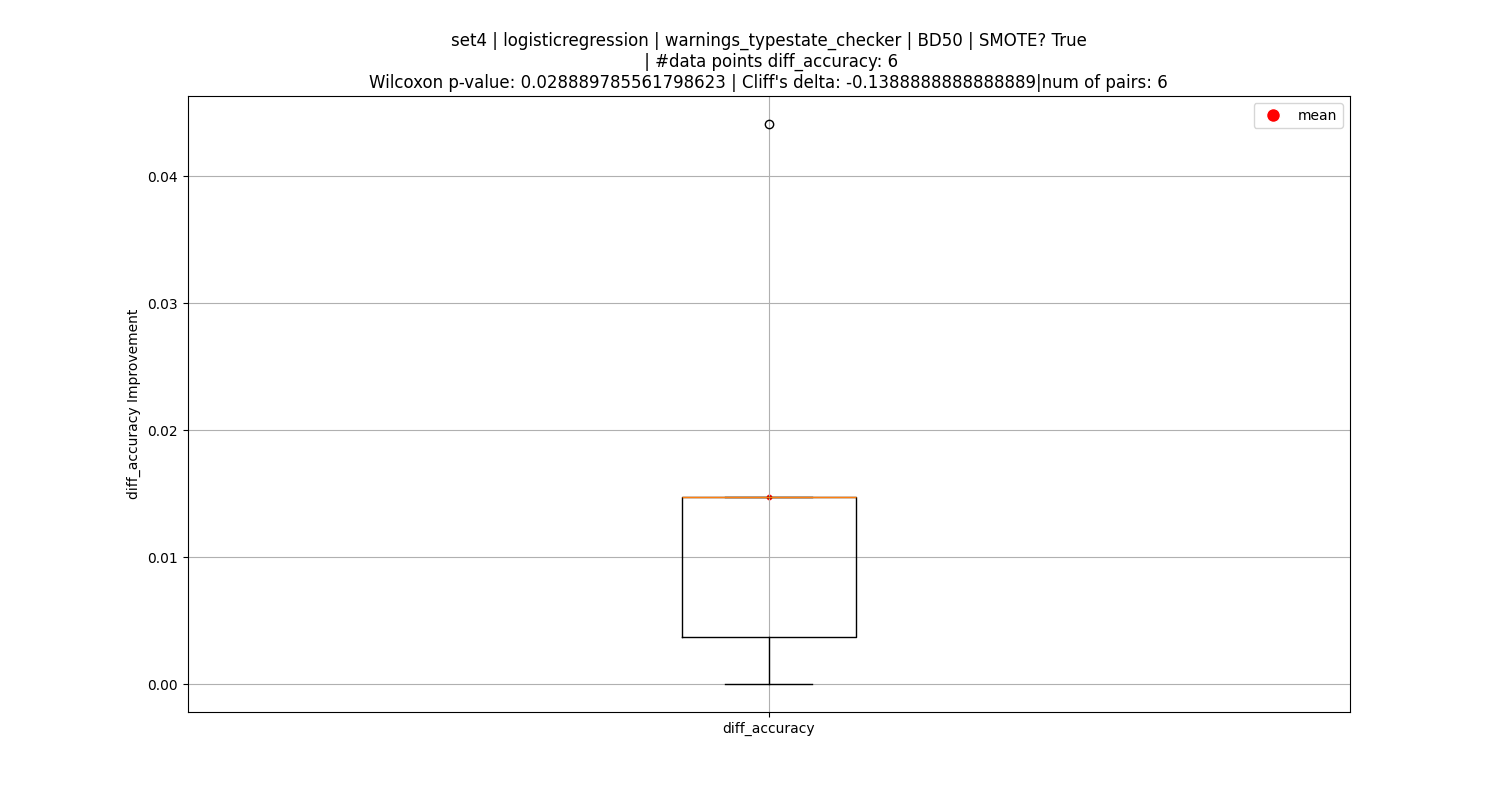 set4 | logisticregression | warnings_typestate_checker | BD50 | SMOTE? True
| #data points diff_accuracy: 6
Wilcoxon p-value: 0.028889785561798623 | Cliff's delta: -0.1388888888888889|num of pairs: 6
mean
0.04
0.03
0.02
0.01
0.00
diff_accuracy Improvement
diff_accuracy